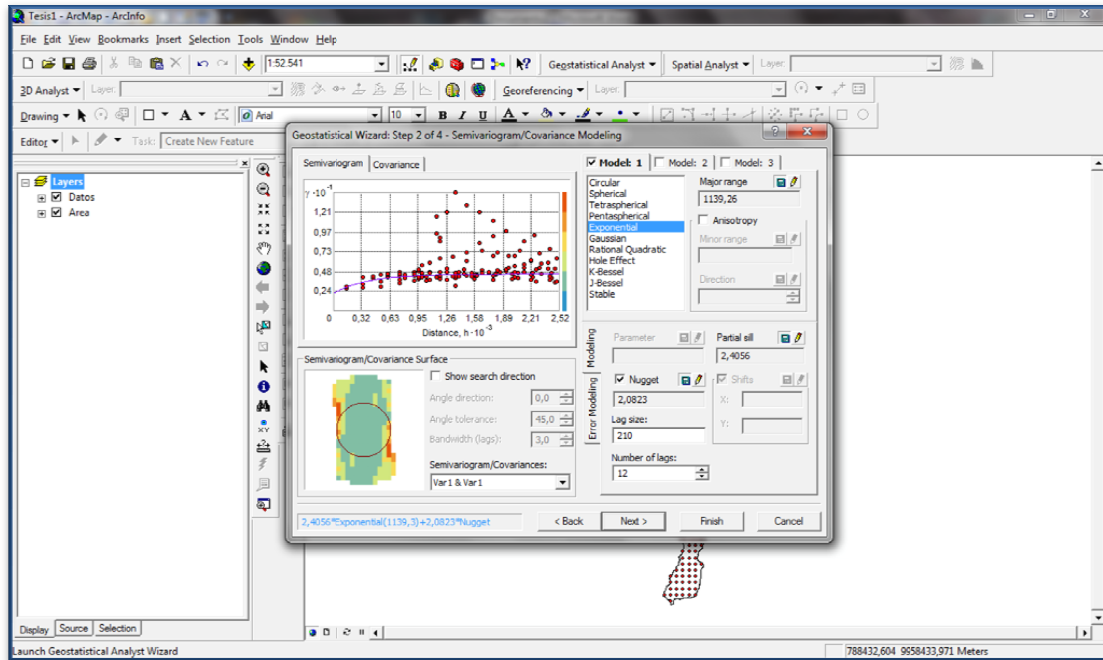 Tesis1 - ArcMap - ArcInfo
File Edit View Bookmarks Insert Selection Tools Window Help
1:52.541 Geostatistical Analyst Spatial Analyst Layer:
3D Analyst Layer: Georeferencing Layer:
Drawing A Arial 10 B I U A
Editor Task: Create New Feature
Layers
Datos
Area
Display Source Selection
Geostatistical Wizard: Step 2 of 4 - Semivariogram/Covariance Modeling
Semivariogram Covariance
γ ·10⁻¹
1,21
0,97
0,73
0,48
0,24
0 0,32 0,63 0,95 1,26 1,58 1,89 2,21 2,52
Distance, h ·10⁻³
Semivariogram/Covariance Surface
Show search direction
Angle direction: 0,0
Angle tolerance: 45,0
Bandwidth (lags): 3,0
Semivariogram/Covariances:
Var1 & Var1
Model: 1 Model: 2 Model: 3
Circular
Spherical
Tetraspherical
Pentaspherical
Exponential
Gaussian
Rational Quadratic
Hole Effect
K-Bessel
J-Bessel
Stable
Major range
1139,26
Anisotropy
Minor range
Direction
Modeling
Error Modeling
Parameter
Partial sill
2,4056
Nugget
2,0823
Shifts
X:
Y:
Lag size:
210
Number of lags:
12
2,4056*Exponential(1139,3)+2,0823*Nugget
< Back Next > Finish Cancel
Launch Geostatistical Analyst Wizard
788432,604 9958433,971 Meters